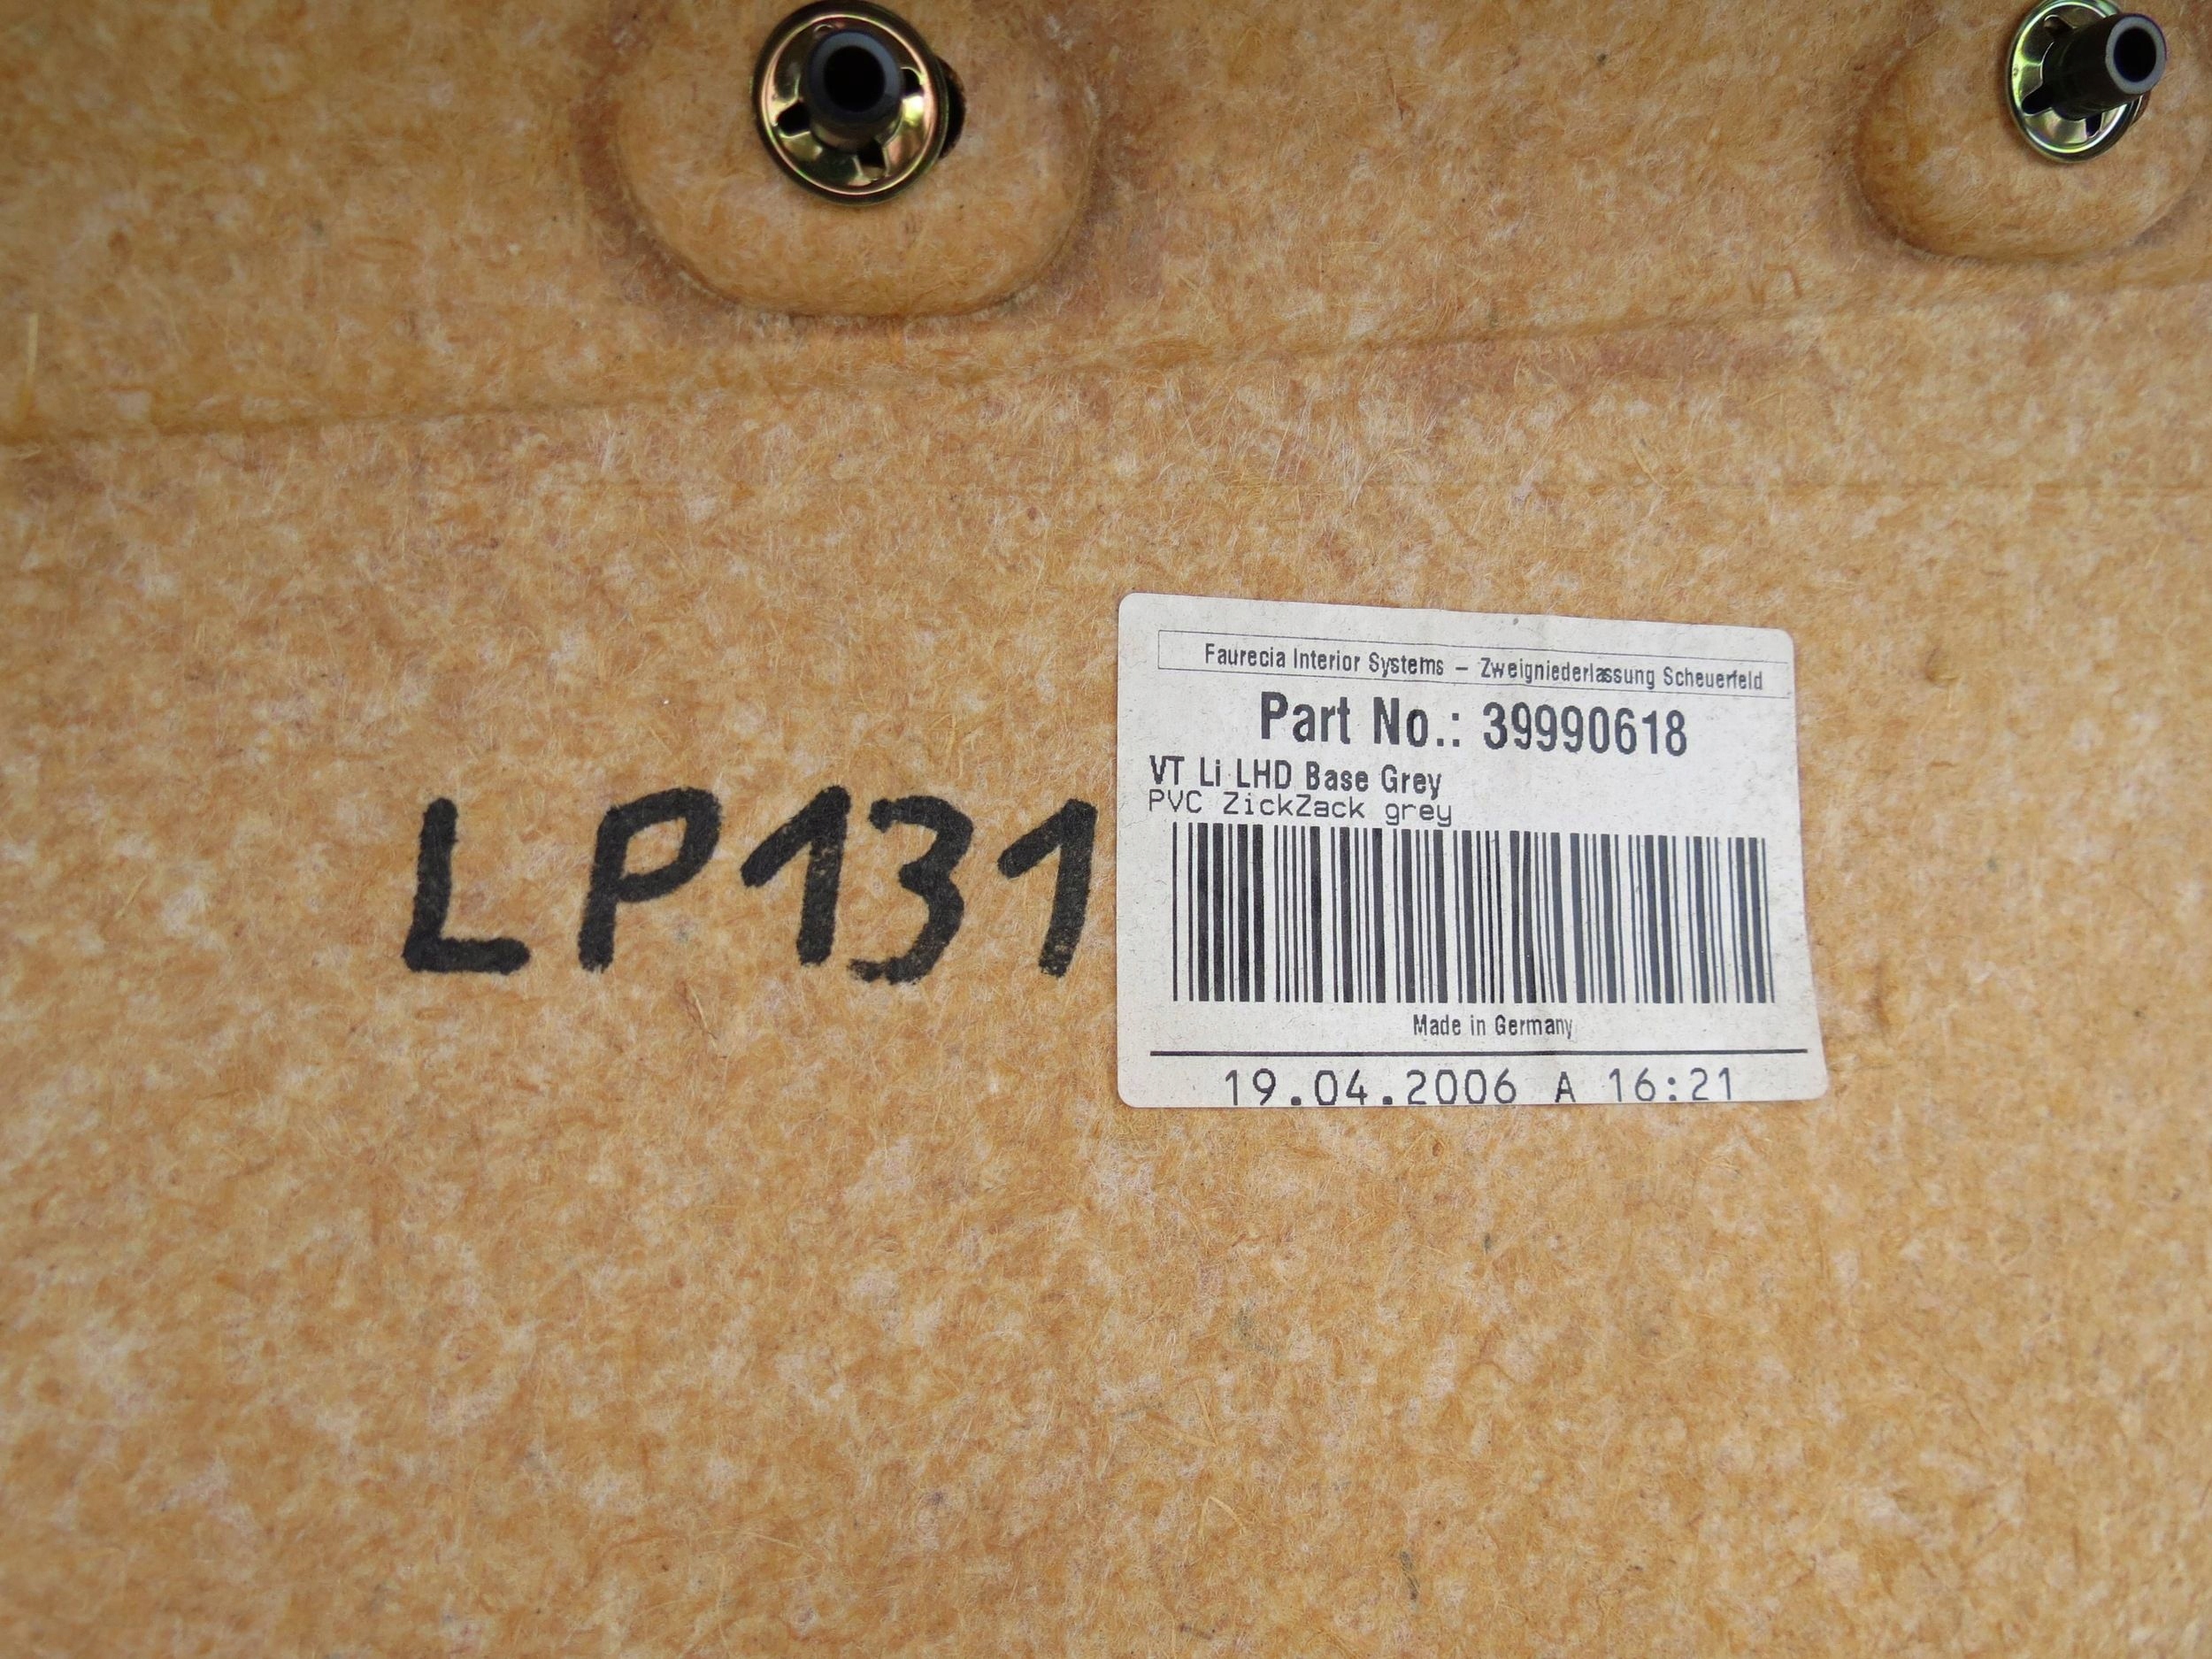 LP131
Faurecia Interior Systems – Zweigniederlassung Scheuerfeld
Part No.: 39990618
VT Li LHD Base Grey
PVC ZickZack grey
Made in Germany
19.04.2006 A 16:21